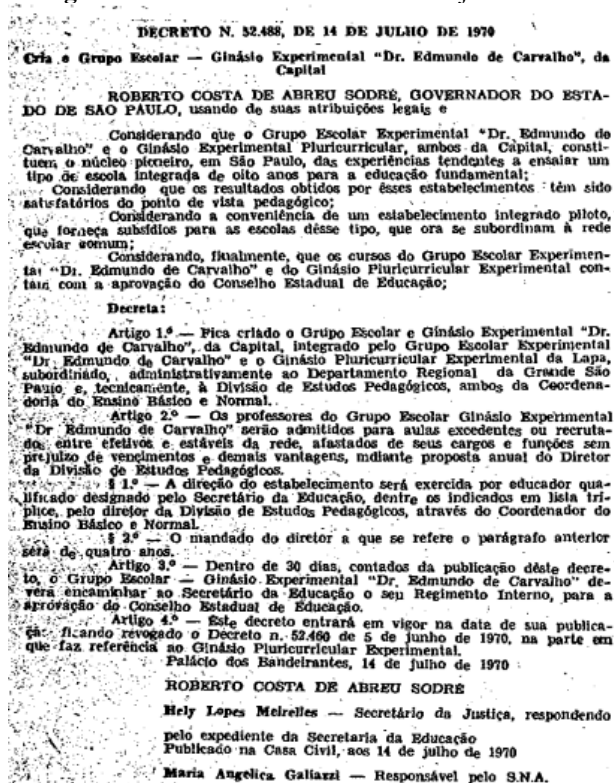 DECRETO N. 52.488, DE 14 DE JULHO DE 1970
Cria o Grupo Escolar — Ginásio Experimental "Dr. Edmundo de Carvalho", da
Capital
ROBERTO COSTA DE ABREU SODRÉ, GOVERNADOR DO ESTA-
DO DE SÃO PAULO, usando de suas atribuições legais e
Considerando que o Grupo Escolar Experimental "Dr. Edmundo de
Carvalho" e o Ginásio Experimental Pluricurricular, ambos da Capital, consti-
tuem o núcleo pioneiro, em São Paulo, das experiências tendentes a ensaiar um
tipo de escola integrada de oito anos para a educação fundamental;
Considerando que os resultados obtidos por êsses estabelecimentos têm sido
satisfatórios do ponto de vista pedagógico;
Considerando a conveniência de um estabelecimento integrado piloto,
que forneça subsídios para as escolas dêsse tipo, que ora se subordinam à rede
escolar comum;
Considerando, finalmente, que os cursos do Grupo Escolar Experimen-
tal "Dr. Edmundo de Carvalho" e do Ginásio Pluricurricular Experimental con-
tam com a aprovação do Conselho Estadual de Educação;
Decreta:
Artigo 1.º — Fica criado o Grupo Escolar e Ginásio Experimental "Dr.
Edmundo de Carvalho", da Capital, integrado pelo Grupo Escolar Experimental
"Dr. Edmundo de Carvalho" e o Ginásio Pluricurricular Experimental da Lapa,
subordinado, administrativamente ao Departamento Regional da Grande São
Paulo e, tecnicamente, à Divisão de Estudos Pedagógicos, ambos da Coordena-
doria do Ensino Básico e Normal.
Artigo 2.º — Os professores do Grupo Escolar Ginásio Experimental
"Dr Edmundo de Carvalho" serão admitidos para aulas excedentes ou recruta-
dos entre efetivos e estáveis da rede, afastados de seus cargos e funções sem
prejuízo de vencimentos e demais vantagens, mdiante proposta anual do Diretor
da Divisão de Estudos Pedagógicos.
§ 1.º — A direção do estabelecimento será exercida por educador qua-
lificado designado pelo Secretário da Educação, dentre os indicados em lista trí-
plice, pelo diretor da Divisão de Estudos Pedagógicos, através do Coordenador do
Ensino Básico e Normal.
§ 2.º — O mandado do diretor a que se refere o parágrafo anterior
será de quatro anos.
Artigo 3.º — Dentro de 30 dias, contados da publicação dêste decre-
to, o Grupo Escolar — Ginásio Experimental "Dr. Edmundo de Carvalho" de-
verá encaminhar ao Secretário da Educação o seu Regimento Interno, para a
aprovação do Conselho Estadual de Educação.
Artigo 4.º — Este decreto entrará em vigor na data de sua publica-
ção, ficando revogado o Decreto n. 52.460 de 5 de junho de 1970, na parte em
que faz referência ao Ginásio Pluricurricular Experimental.
Palácio dos Bandeirantes, 14 de julho de 1970
ROBERTO COSTA DE ABREU SODRÉ
Hely Lopes Meirelles — Secretário da Justiça, respondendo
pelo expediente da Secretaria da Educação
Publicado na Casa Civil, aos 14 de julho de 1970
Maria Angelica Galiazzi — Responsável pelo S.N.A.